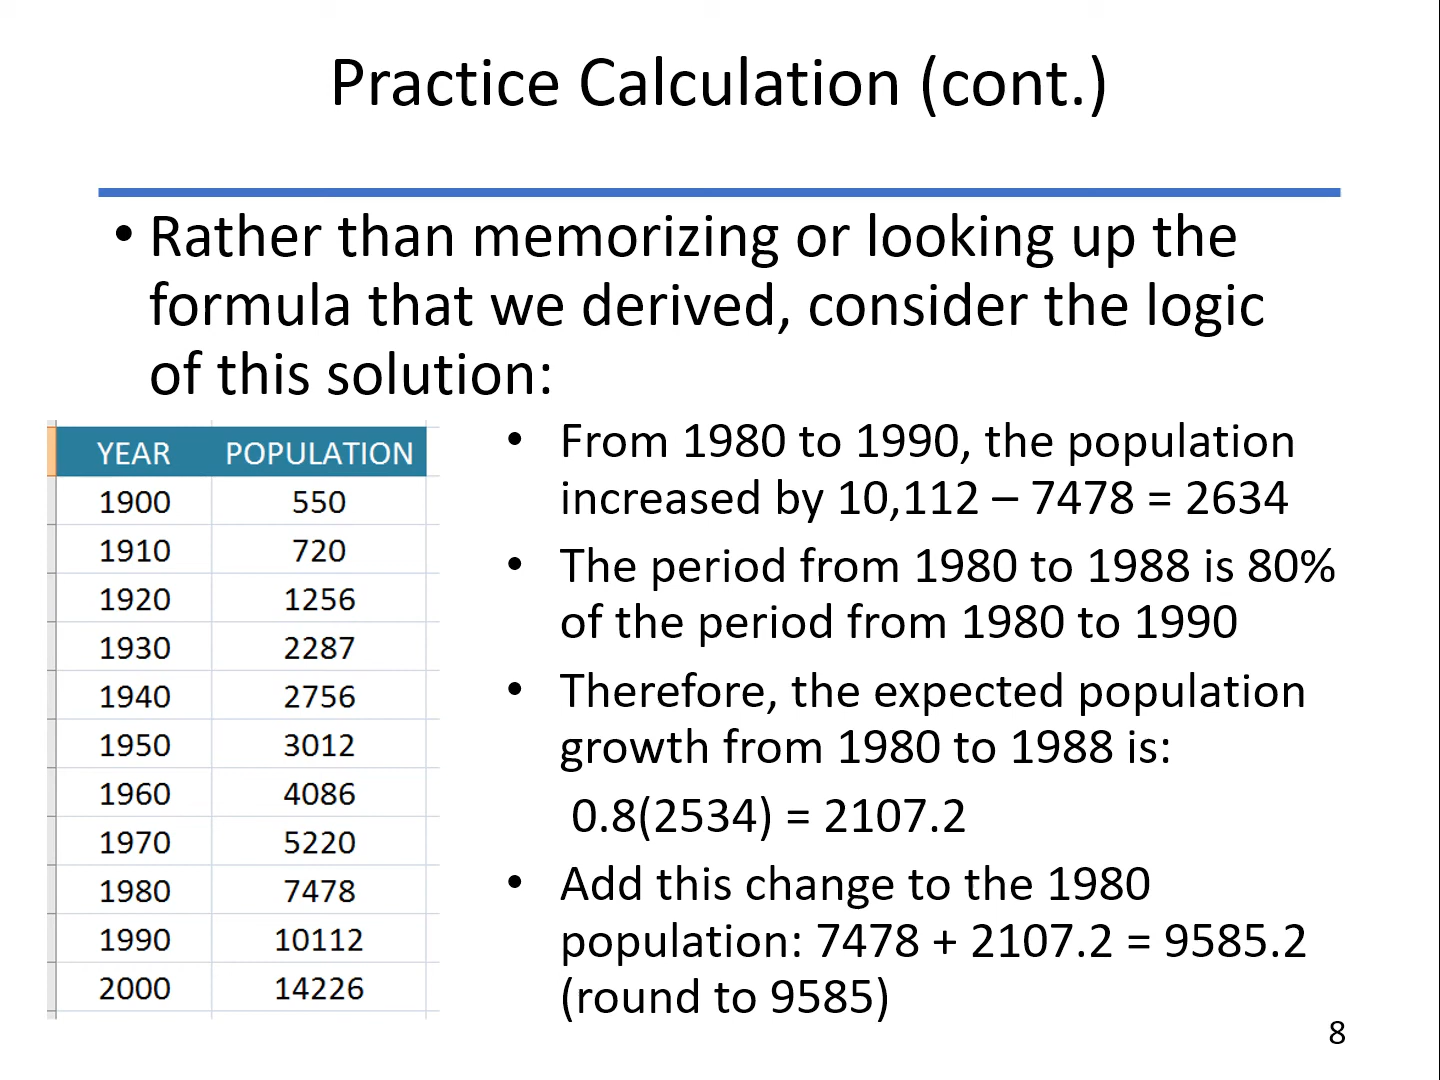 Practice Calculation (cont.)
• Rather than memorizing or looking up the
formula that we derived, consider the logic
of this solution:
YEAR POPULATION
1900 550
1910 720
1920 1256
1930 2287
1940 2756
1950 3012
1960 4086
1970 5220
1980 7478
1990 10112
2000 14226
• From 1980 to 1990, the population
increased by 10,112 – 7478 = 2634
• The period from 1980 to 1988 is 80%
of the period from 1980 to 1990
• Therefore, the expected population
growth from 1980 to 1988 is:
0.8(2534) = 2107.2
• Add this change to the 1980
population: 7478 + 2107.2 = 9585.2
(round to 9585)
8